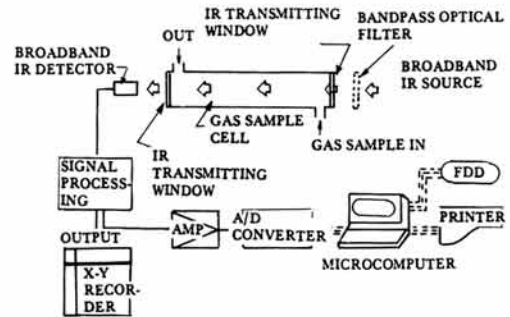 OUT
IR TRANSMITTING
WINDOW
BANDPASS OPTICAL
FILTER
BROADBAND
IR DETECTOR
BROADBAND
IR SOURCE
GAS SAMPLE
CELL
GAS SAMPLE IN
IR
TRANSMITTING
WINDOW
SIGNAL
PROCESS-
ING
FDD
OUTPUT
AMP
A/D
CONVERTER
PRINTER
MICROCOMPUTER
X-Y
RECOR-
DER